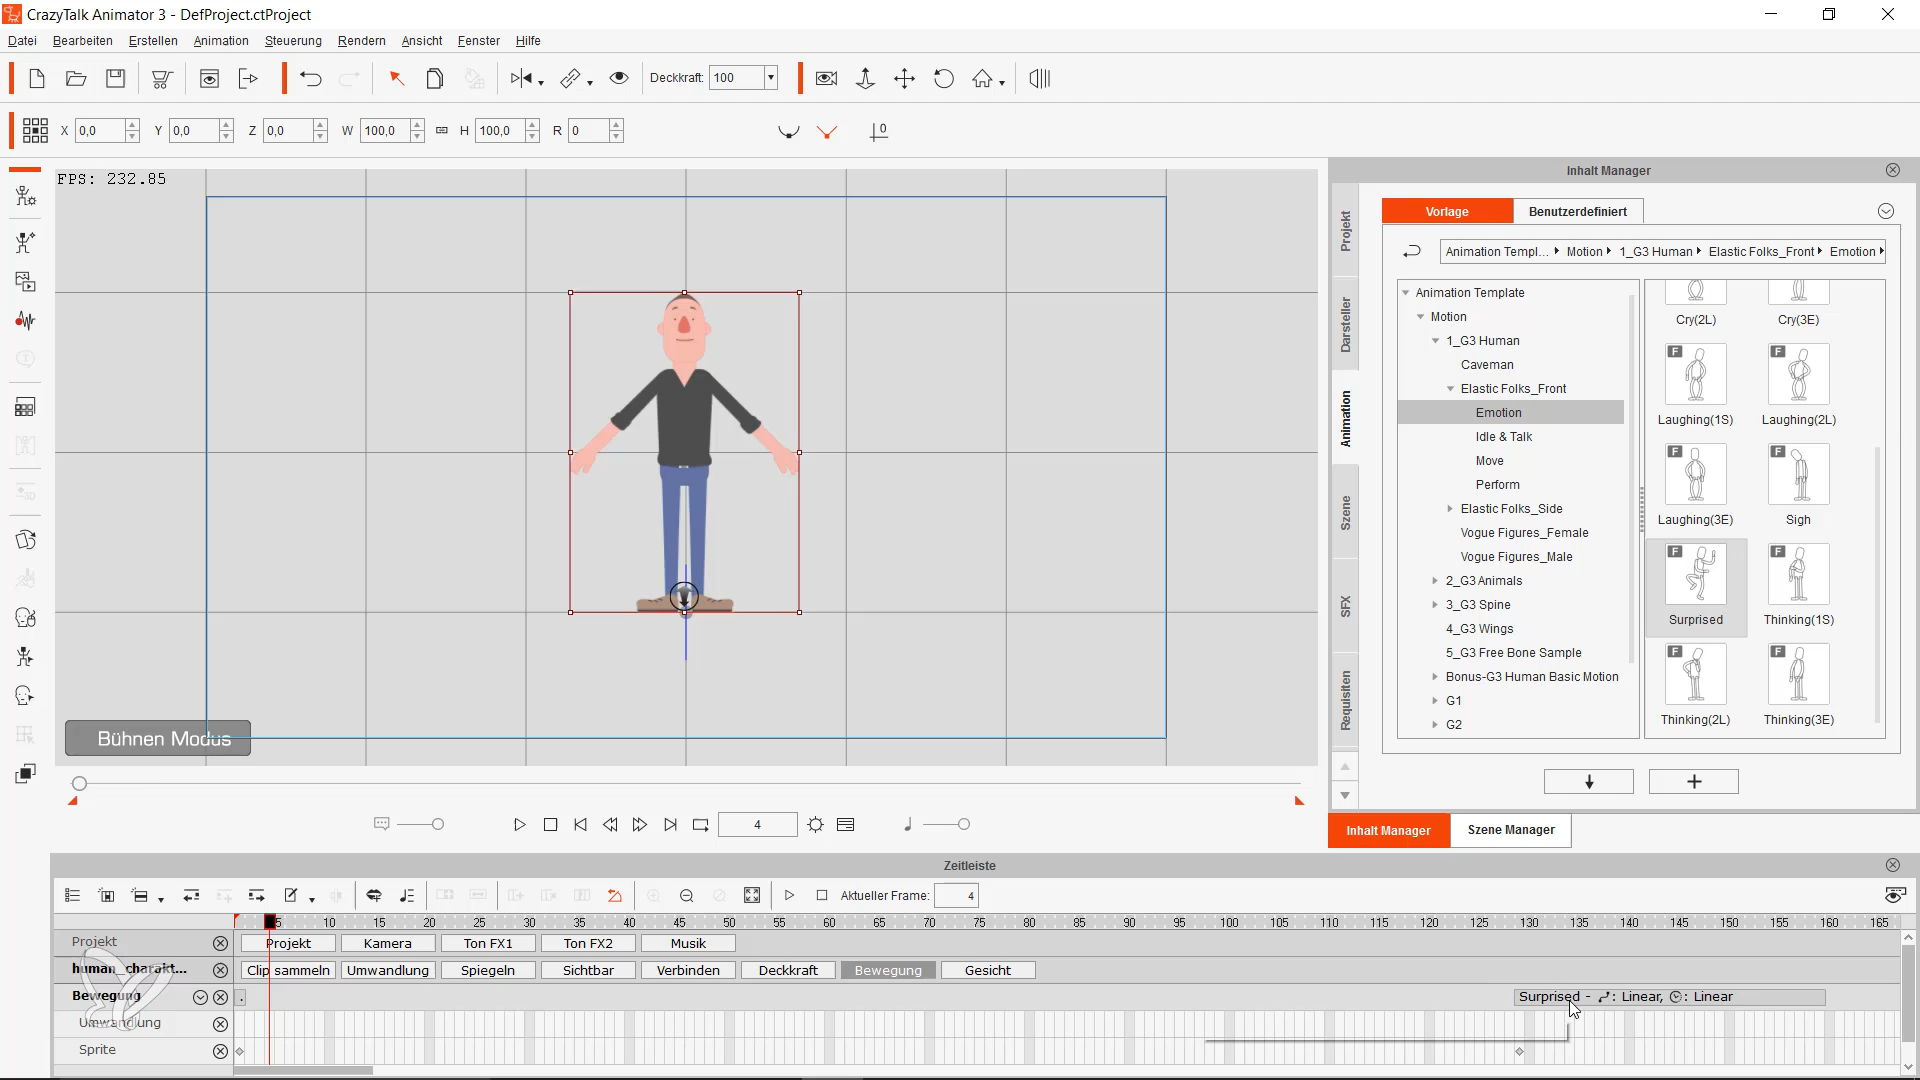 CrazyTalk Animator 3 - DefProject.ctProject
Datei Bearbeiten Erstellen Animation Steuerung Rendern Ansicht Fenster Hilfe
Deckkraft: 100
X 0,0 Y 0,0 Z 0,0 W 100,0 H 100,0 R 0
0
FPS: 232.85
Bühnen Modus
4
Inhalt Manager
Projekt
Darsteller
Animation
Szene
SFX
Requisiten
Vorlage Benutzerdefiniert
Animation Templ... Motion 1_G3 Human Elastic Folks_Front Emotion
Animation Template
Motion
1_G3 Human
Caveman
Elastic Folks_Front
Emotion
Idle & Talk
Move
Perform
Elastic Folks_Side
Vogue Figures_Female
Vogue Figures_Male
2_G3 Animals
3_G3 Spine
4_G3 Wings
5_G3 Free Bone Sample
Bonus-G3 Human Basic Motion
G1
G2
Cry(2L) Cry(3E)
F F
Laughing(1S) Laughing(2L)
F F
Laughing(3E) Sigh
F F
Surprised Thinking(1S)
F F
Thinking(2L) Thinking(3E)
Inhalt Manager Szene Manager
Zeitleiste
Aktueller Frame: 4
5 10 15 20 25 30 35 40 45 50 55 60 65 70 75 80 85 90 95 100 105 110 115 120 125 130 135 140 145 150 155 160 165
Projekt Projekt Kamera Ton FX1 Ton FX2 Musik
human_charakt... Clip sammeln Umwandlung Spiegeln Sichtbar Verbinden Deckkraft Bewegung Gesicht
Bewegung . Surprised - : Linear, : Linear
Umwandlung
Sprite